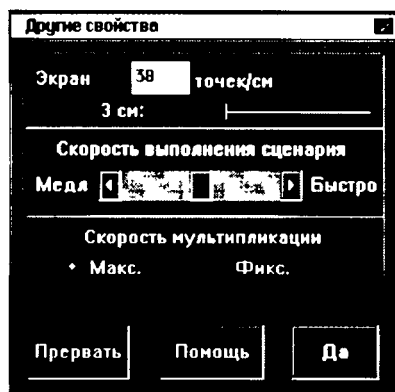 Другие свойства
Экран 38 точек/см
3 см:
Скорость выполнения сценария
Медл Быстро
Скорость мультипликации
Макс. Фикс.
Прервать Помощь Да